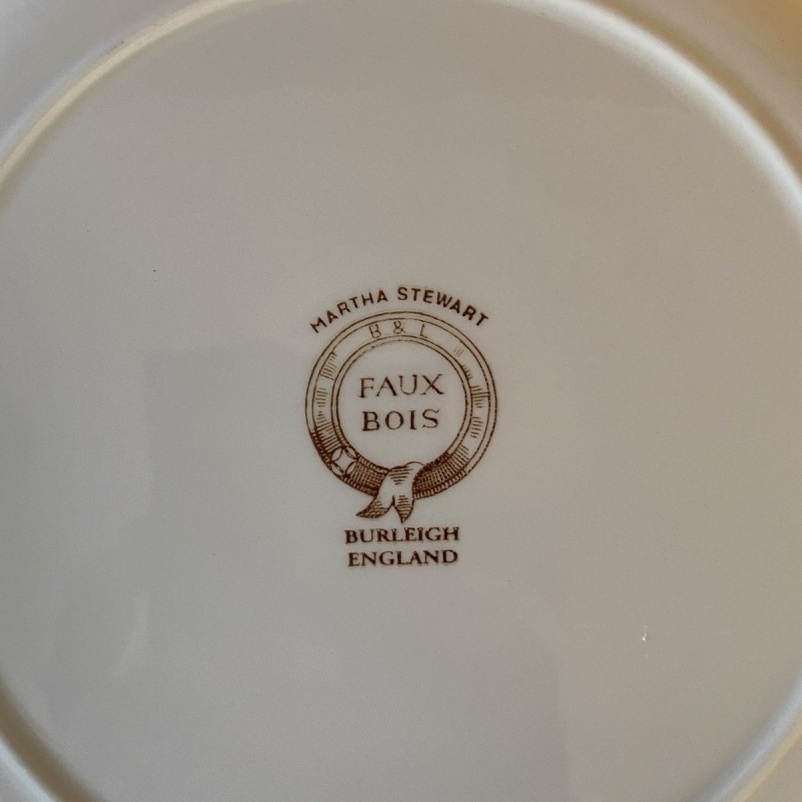 MARTHA STEWART
B & L
FAUX
BOIS
BURLEIGH
ENGLAND